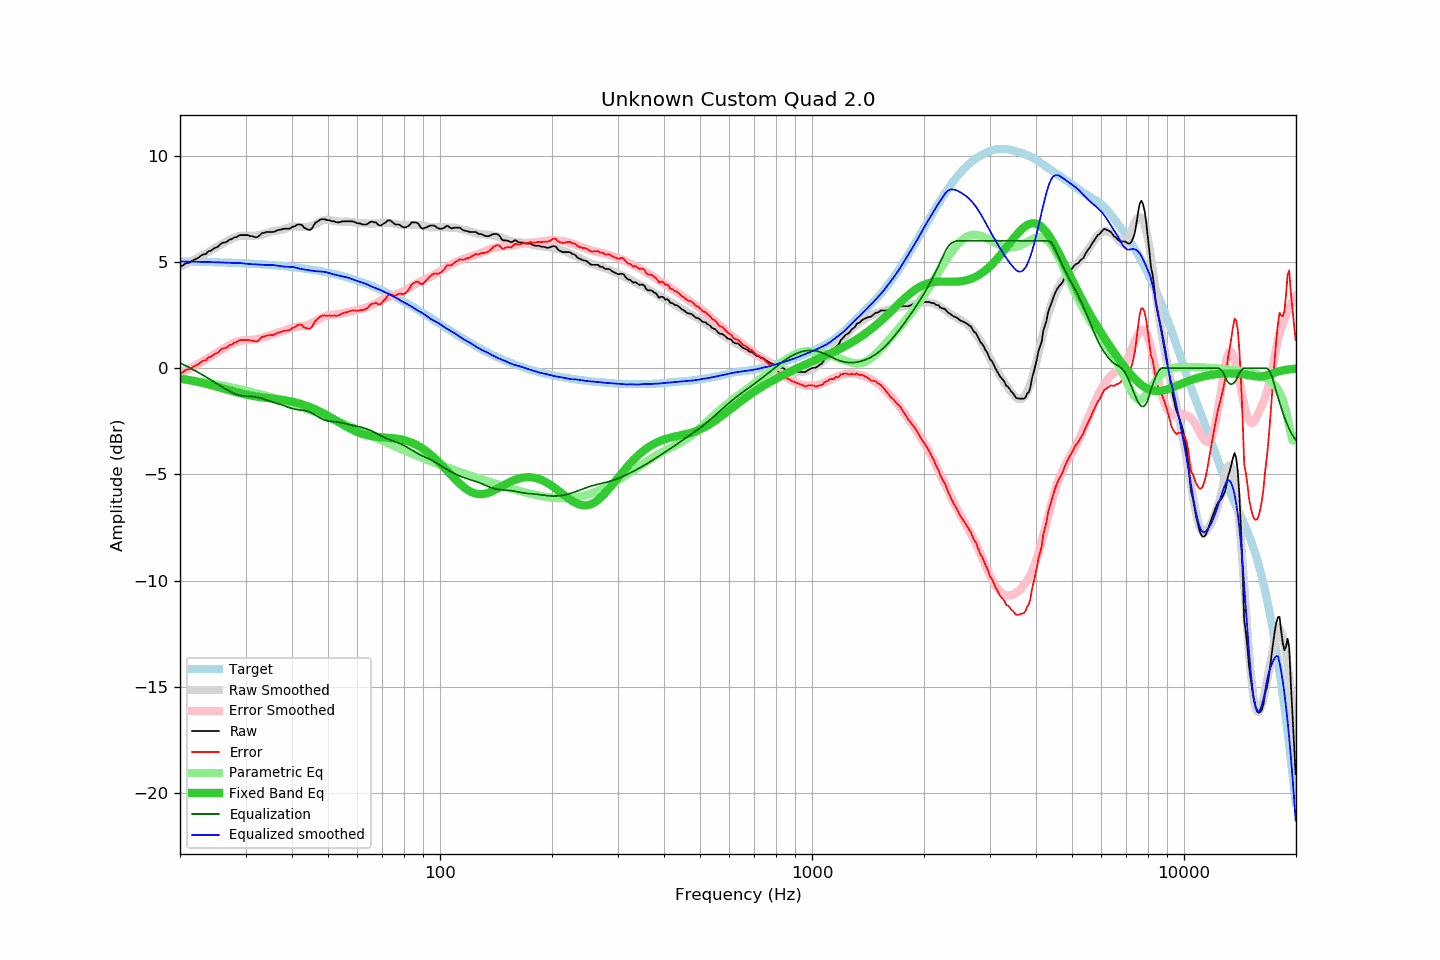 Unknown Custom Quad 2.0
Amplitude (dBr)
10
5
0
−5
−10
−15
−20
Target
Raw Smoothed
Error Smoothed
Raw
Error
Parametric Eq
Fixed Band Eq
Equalization
Equalized smoothed
100
1000
10000
Frequency (Hz)